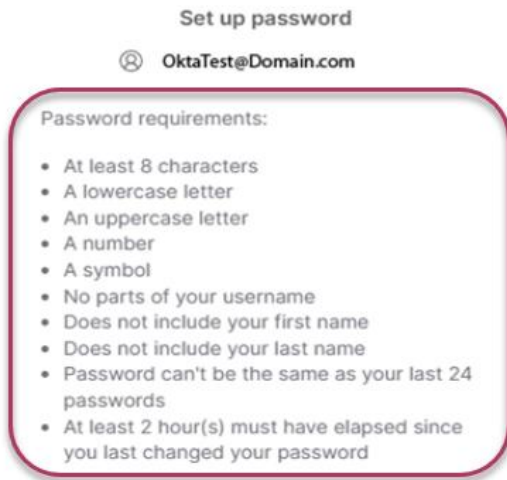 Set up password
OktaTest@Domain.com
Password requirements:
• At least 8 characters
• A lowercase letter
• An uppercase letter
• A number
• A symbol
• No parts of your username
• Does not include your first name
• Does not include your last name
• Password can't be the same as your last 24
passwords
• At least 2 hour(s) must have elapsed since
you last changed your password